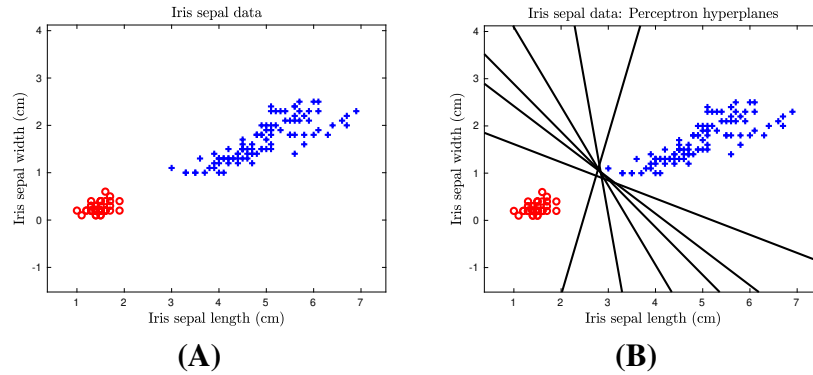 Iris sepal data
Iris sepal width (cm)
4
3
2
1
0
-1
1 2 3 4 5 6 7
Iris sepal length (cm)
(A)
Iris sepal data: Perceptron hyperplanes
Iris sepal width (cm)
4
3
2
1
0
-1
1 2 3 4 5 6 7
Iris sepal length (cm)
(B)